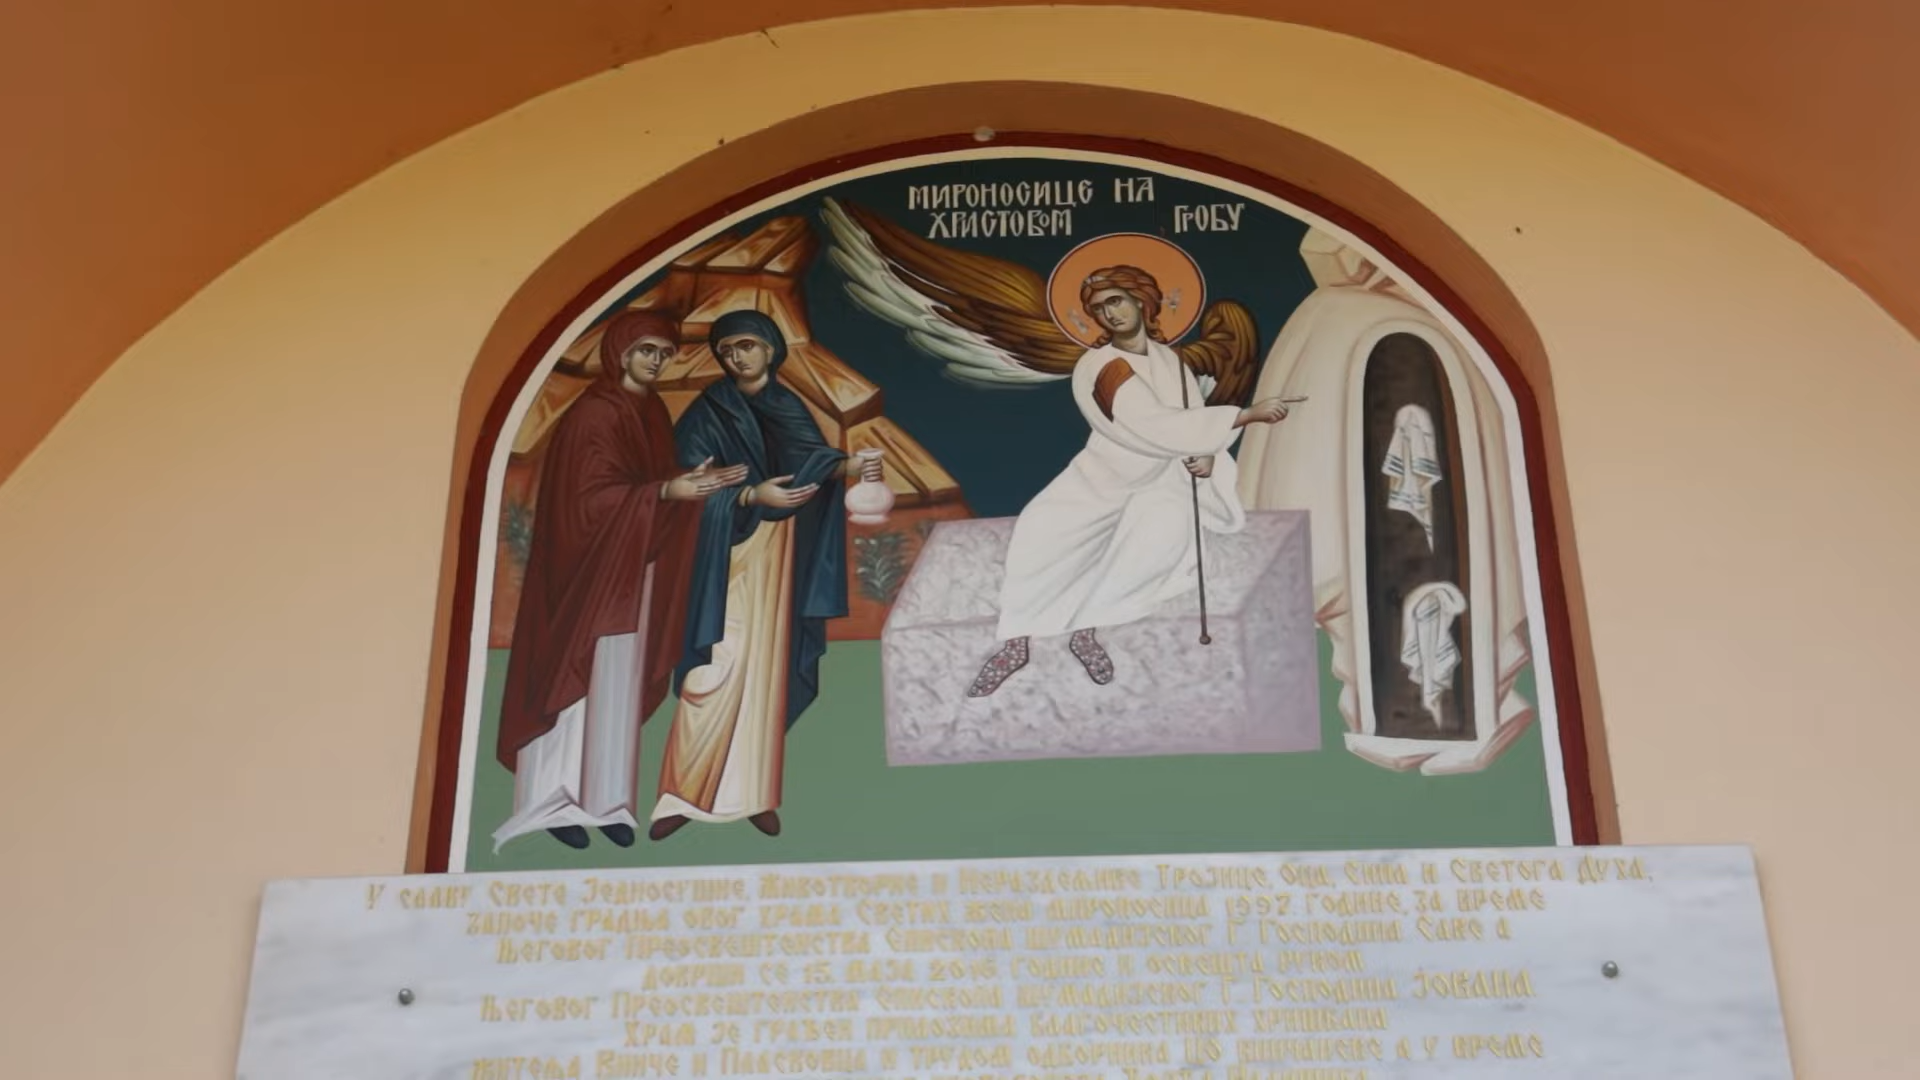 МИРОНОСИЦЕ НА
ХРИСТОВОМ ГРОБУ
У СЛАВУ СВЕТЕ ЈЕДНОСУШНЕ, ЖИВОТВОРНЕ И НЕРАЗДЕЉИВЕ ТРОЈИЦЕ, ОЦА, СИНА И СВЕТОГА ДУХА,
ЗАПОЧЕ ГРАДЊА ОВОГ ХРАМА СВЕТИХ ЖЕНА МИРОНОСИЦА ГОДИНЕ, ЗА ВРЕМЕ
ЊЕГОВОГ ПРЕОСВЕШТЕНСТВА ЕПИСКОПА ШУМАДИЈСКОГ Г. ГОСПОДИНА САВЕ А
ДОВРШИ СЕ 15. МАЈА ГОДИНЕ И ОСВЕШТА РУКОМ
ЊЕГОВОГ ПРЕОСВЕШТЕНСТВА ЕПИСКОПА ШУМАДИЈСКОГ Г. ГОСПОДИНА ЈОВАНА
ХРАМ ЈЕ ГРАЂЕН ПРИЛОЗИМА БЛАГОЧЕСТИВИХ ХРИШЋАНА
ЖИТЕЉА ВИНЧЕ И ПЛАСКОВЦА И ТРУДОМ ОДБОРНИКА ЦО ВИНЧАНСКЕ А У ВРЕМЕ